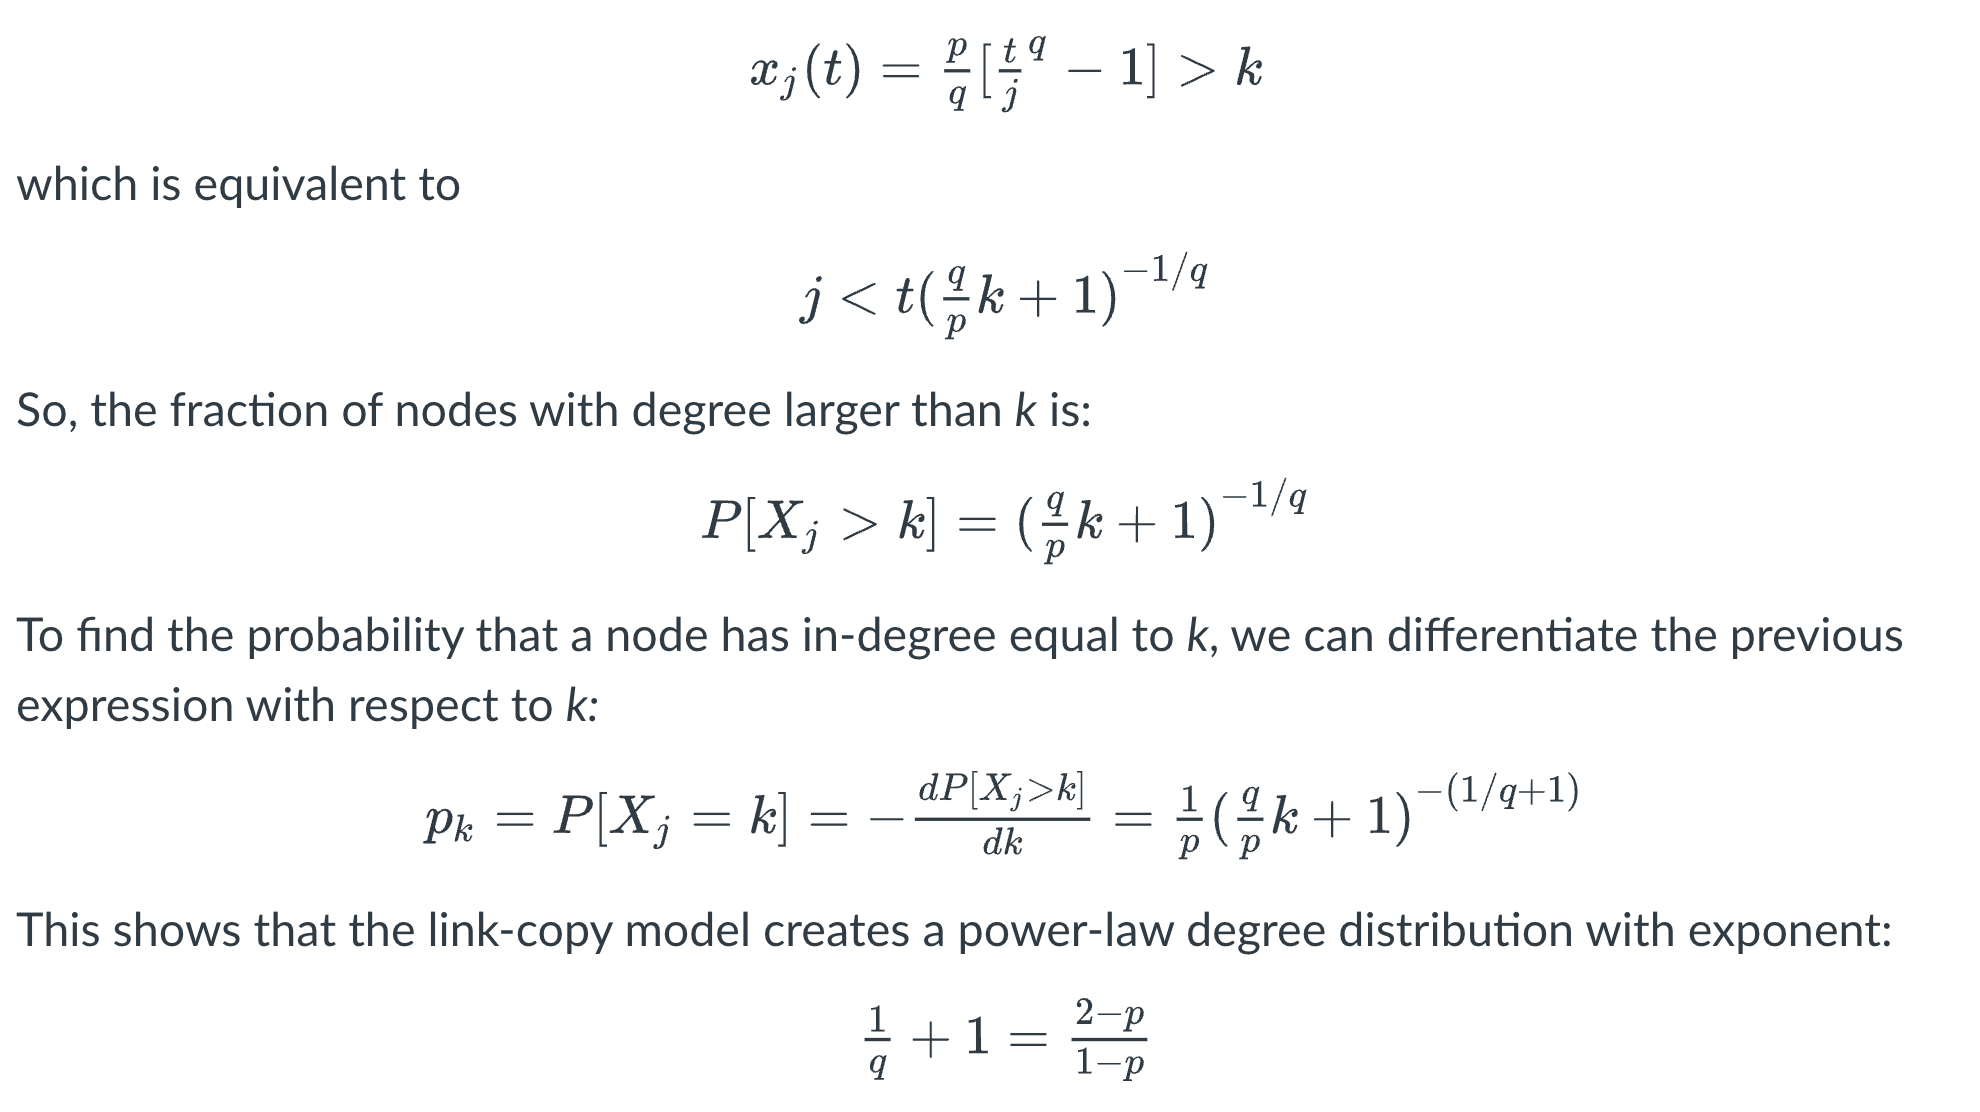 $x_j(t) = \frac{p}{q}[\frac{t}{j}^q - 1] > k$
which is equivalent to
$j < t(\frac{q}{p}k + 1)^{-1/q}$
So, the fraction of nodes with degree larger than k is:
$P[X_j > k] = (\frac{q}{p}k + 1)^{-1/q}$
To find the probability that a node has in-degree equal to k, we can differentiate the previous
expression with respect to k:
$p_k = P[X_j = k] = -\frac{dP[X_j>k]}{dk} = \frac{1}{p}(\frac{q}{p}k + 1)^{-(1/q+1)}$
This shows that the link-copy model creates a power-law degree distribution with exponent:
$\frac{1}{q} + 1 = \frac{2-p}{1-p}$